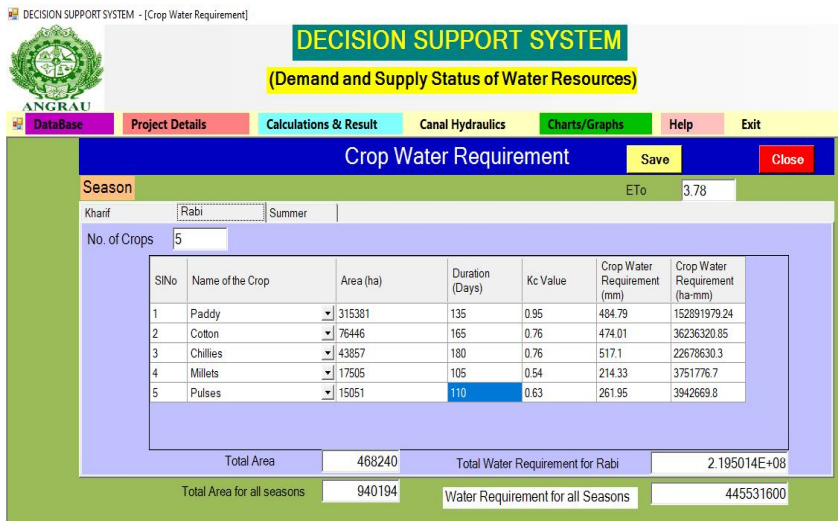 DECISION SUPPORT SYSTEM - [Crop Water Requirement]
ANGRAU
DECISION SUPPORT SYSTEM
(Demand and Supply Status of Water Resources)
DataBase Project Details Calculations & Result Canal Hydraulics Charts/Graphs Help Exit
Crop Water Requirement Save Close
Season ETo 3.78
Kharif Rabi Summer
No. of Crops 5
SlNo Name of the Crop Area (ha) Duration (Days) Kc Value Crop Water Requirement (mm) Crop Water Requirement (ha-mm)
1 Paddy 315381 135 0.95 484.79 152891979.24
2 Cotton 76446 165 0.76 474.01 36236320.85
3 Chillies 43857 180 0.76 517.1 22678630.3
4 Millets 17505 105 0.54 214.33 3751776.7
5 Pulses 15051 110 0.63 261.95 3942669.8
Total Area 468240 Total Water Requirement for Rabi 2.195014E+08
Total Area for all seasons 940194 Water Requirement for all Seasons 445531600